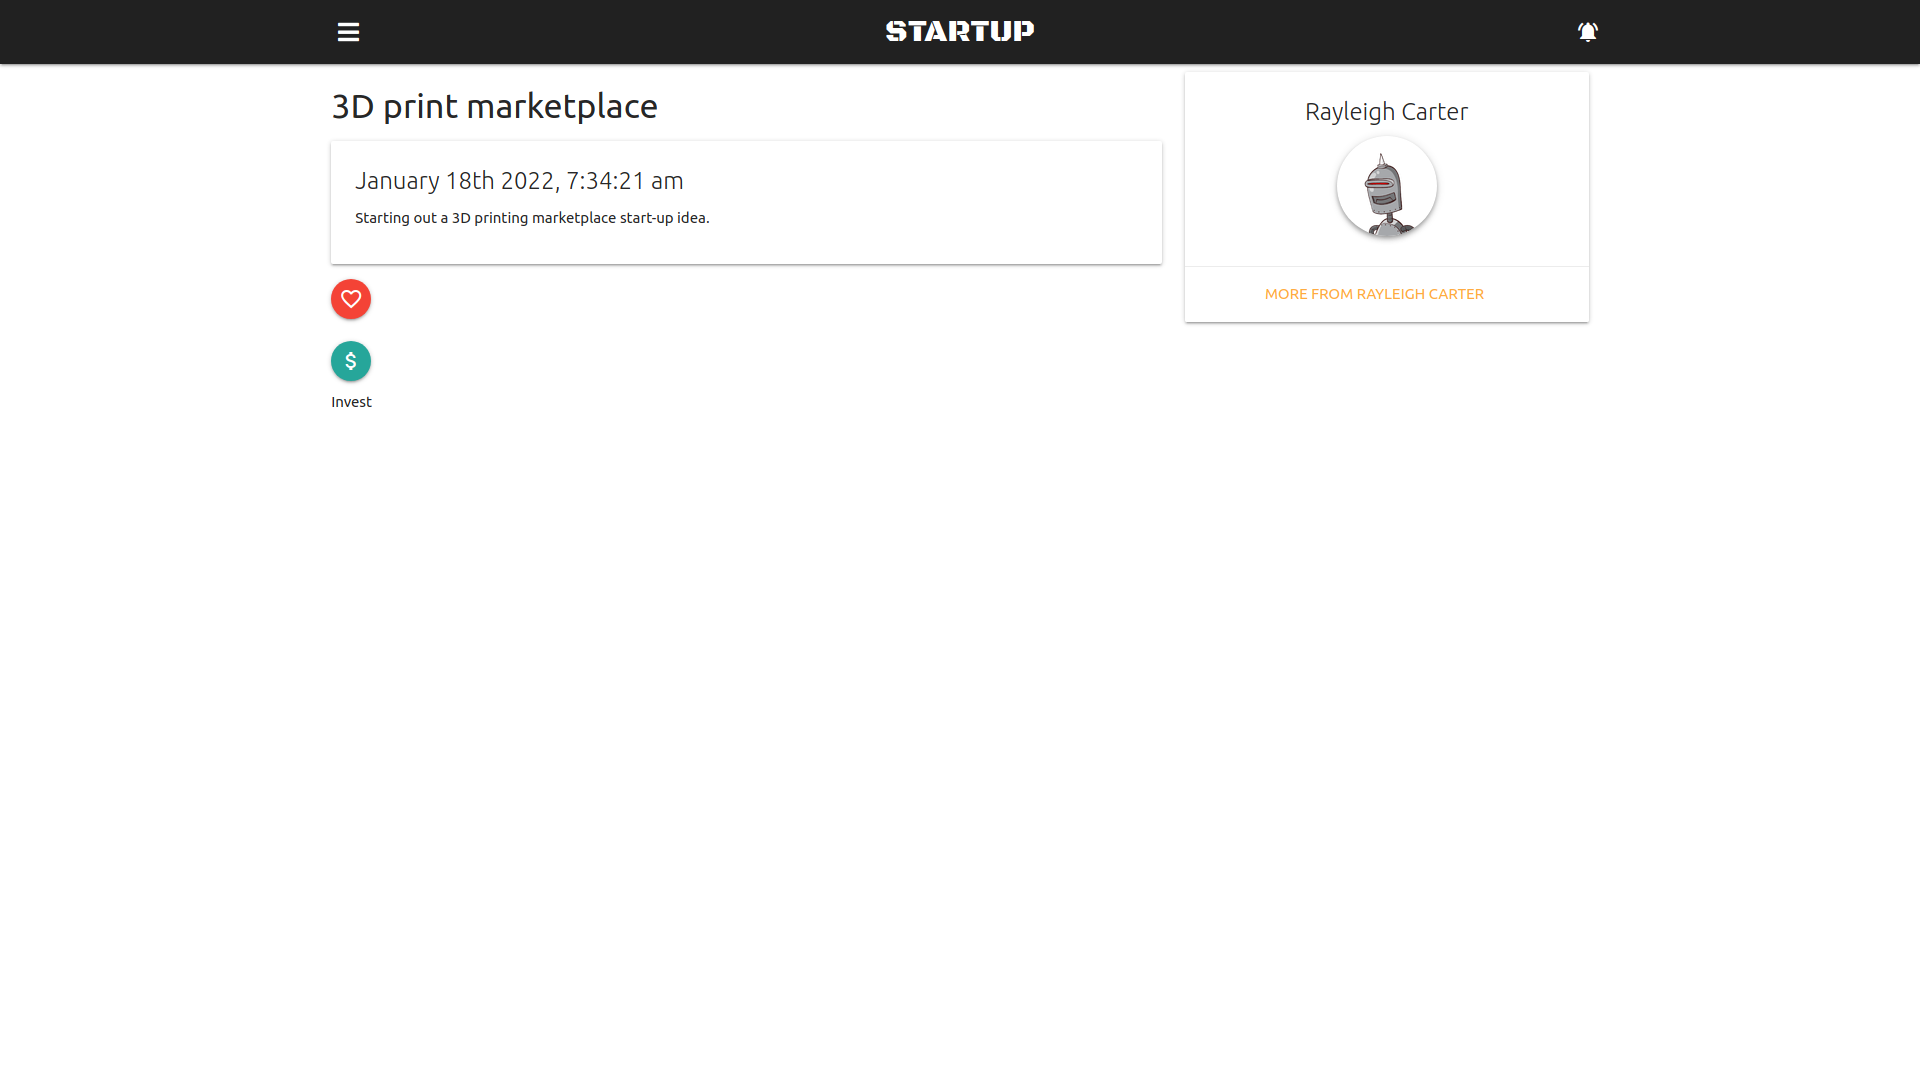 STARTUP
3D print marketplace
January 18th 2022, 7:34:21 am
Starting out a 3D printing marketplace start-up idea.
Invest
Rayleigh Carter
MORE FROM RAYLEIGH CARTER